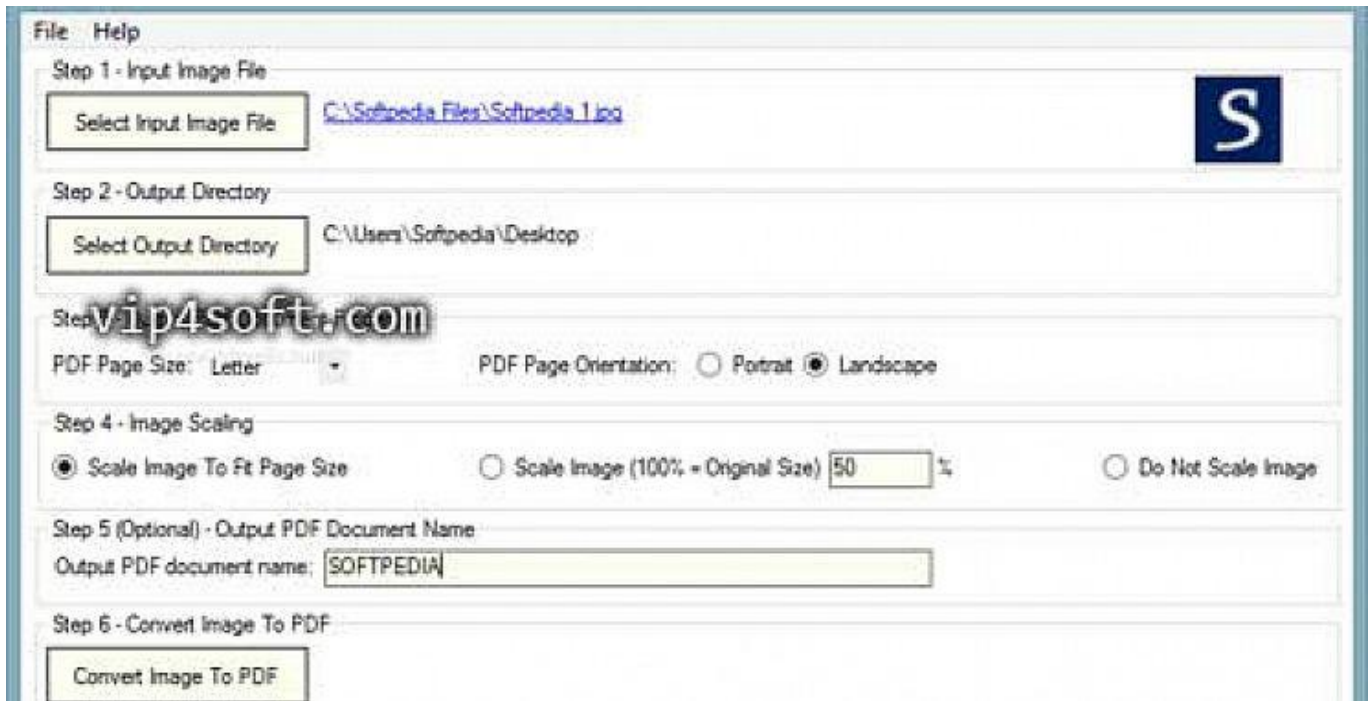 File Help
Step 1 - Input Image File
Select Input Image File
C:\Softpedia Files\Softpedia 1.jpg
S
Step 2 - Output Directory
Select Output Directory
C:\Users\Softpedia\Desktop
Step
vip4soft.com
PDF Page Size: Letter
PDF Page Orientation: Portrait Landscape
Step 4 - Image Scaling
Scale Image To Fit Page Size
Scale Image (100% = Original Size) 50 %
Do Not Scale Image
Step 5 (Optional) - Output PDF Document Name
Output PDF document name: SOFTPEDIA
Step 6 - Convert Image To PDF
Convert Image To PDF